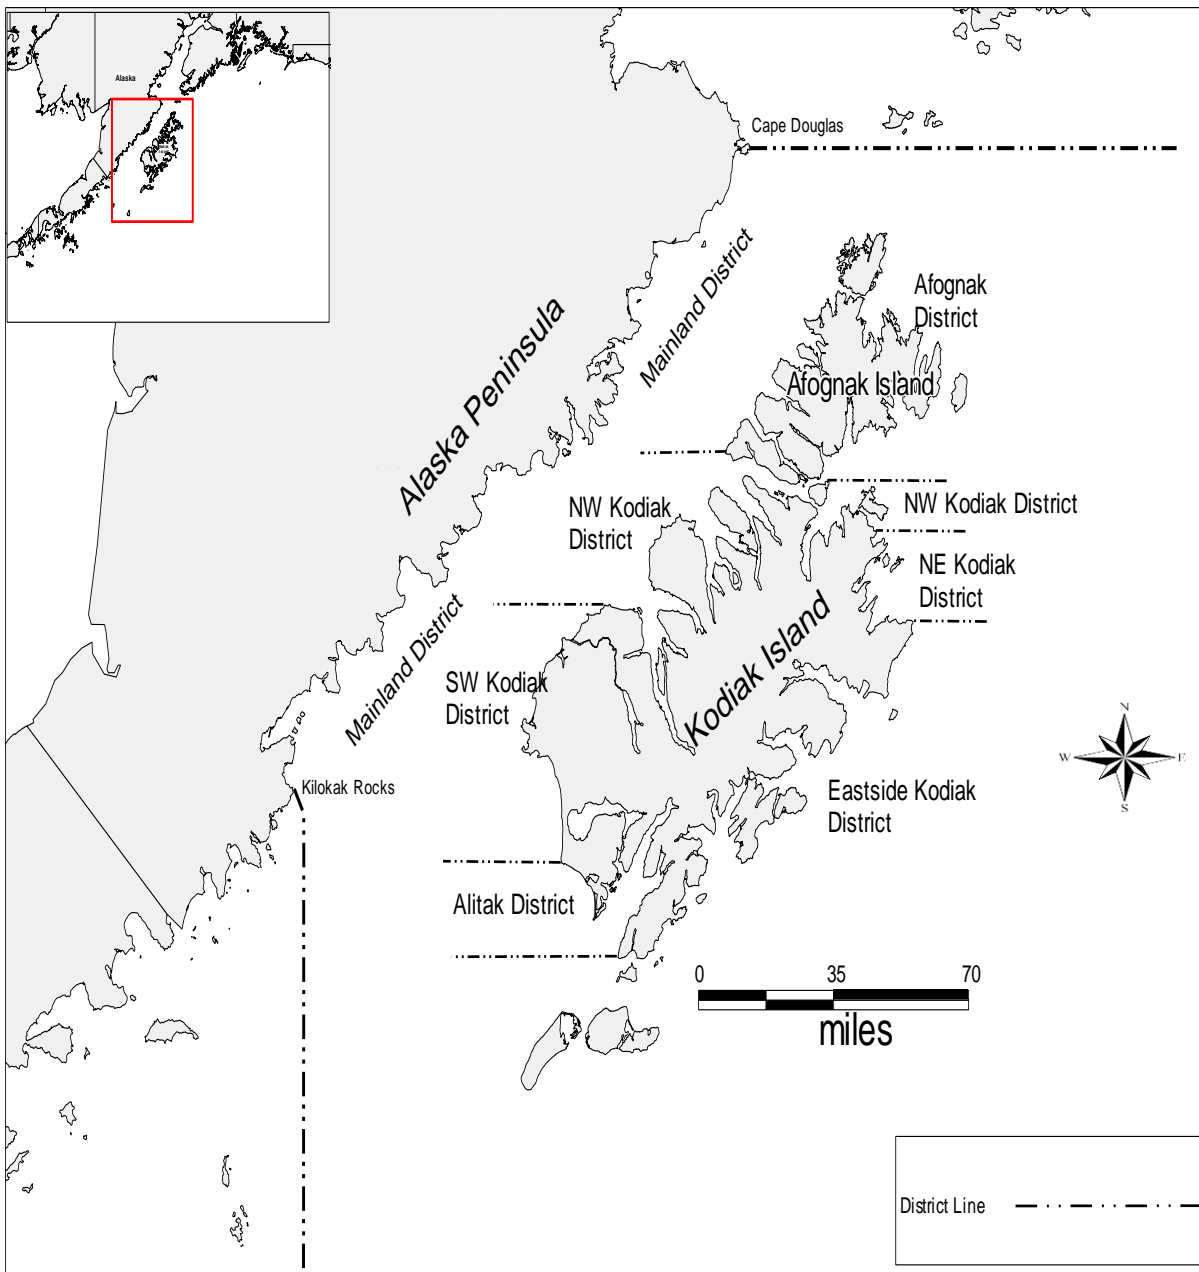 Alaska
Cape Douglas
Mainland District
Afognak
District
Alaska Peninsula
Afognak Island
NW Kodiak
District
NW Kodiak District
NE Kodiak
District
Mainland District
Kodiak Island
SW Kodiak
District
N
W
E
S
Kilokak Rocks
Eastside Kodiak
District
Alitak District
0 35 70
miles
District Line